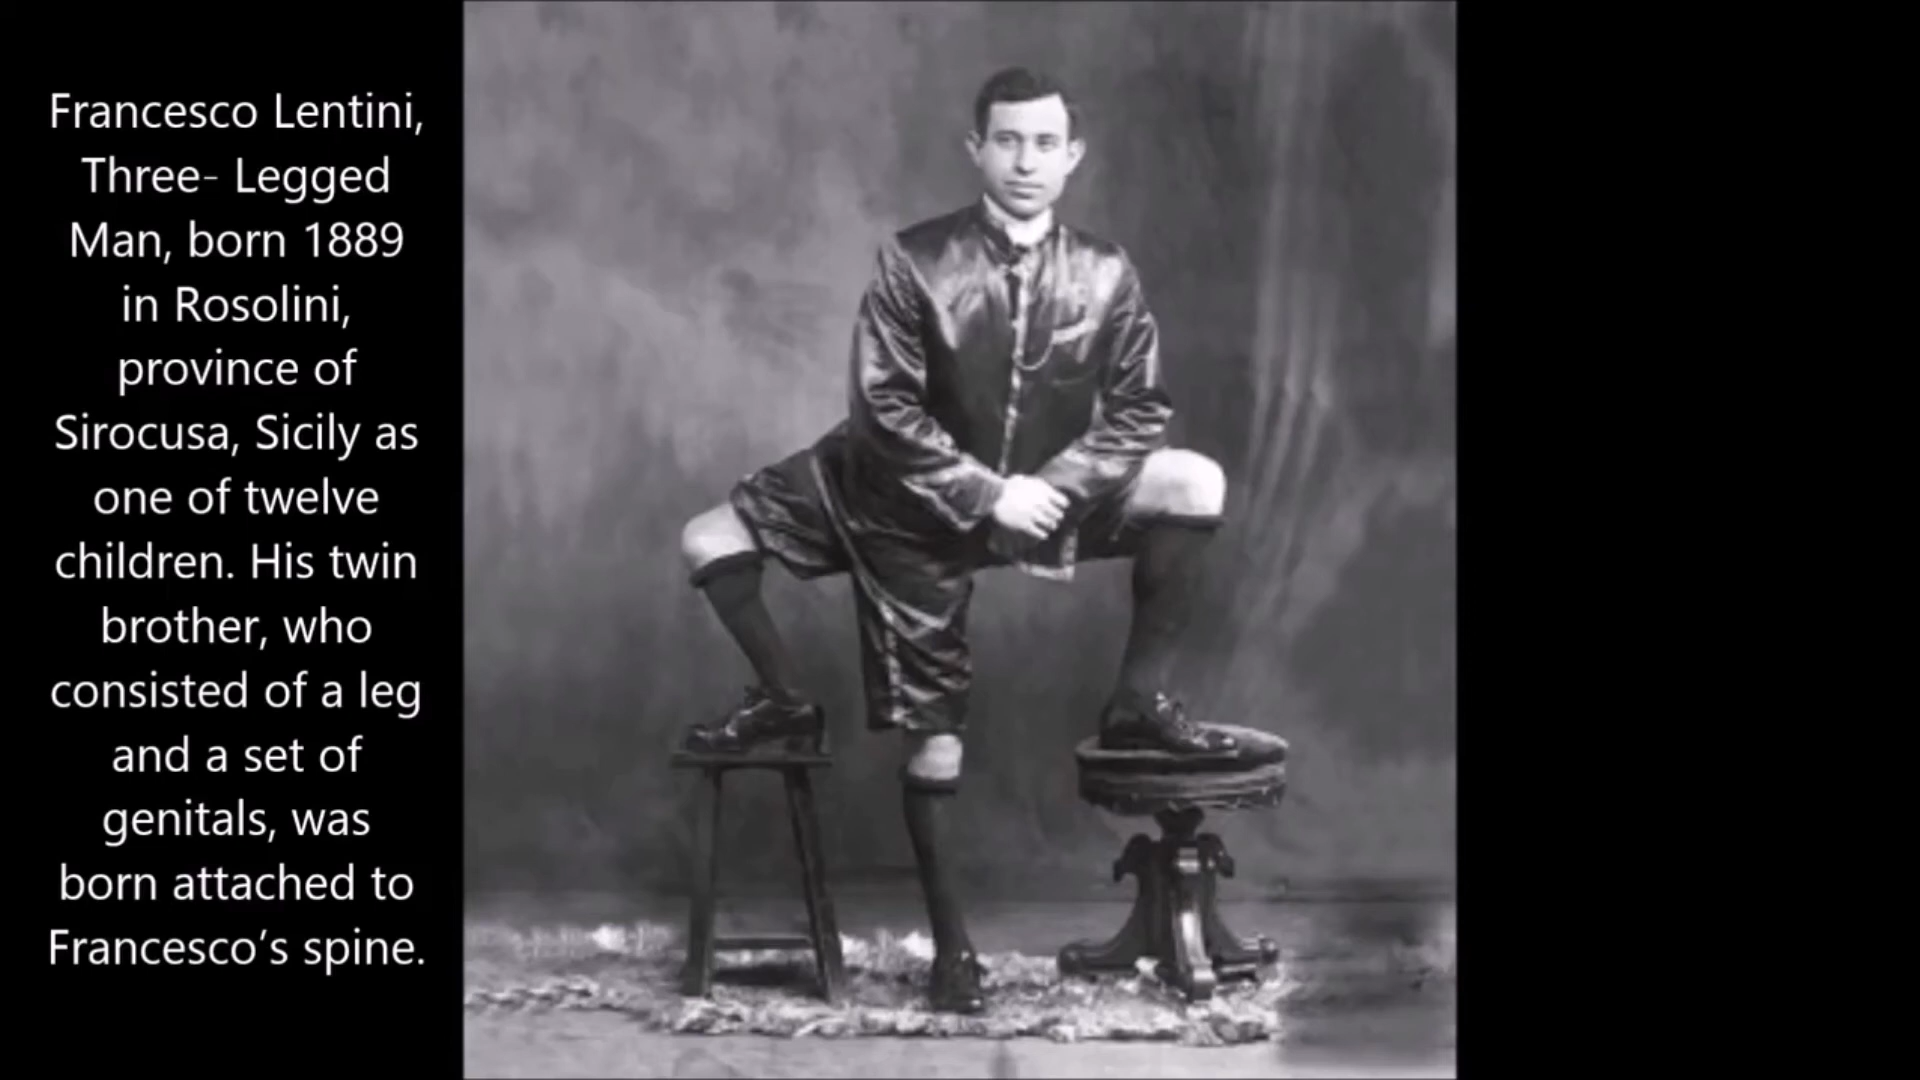 Francesco Lentini,
Three- Legged
Man, born 1889
in Rosolini,
province of
Sirocusa, Sicily as
one of twelve
children. His twin
brother, who
consisted of a leg
and a set of
genitals, was
born attached to
Francesco’s spine.